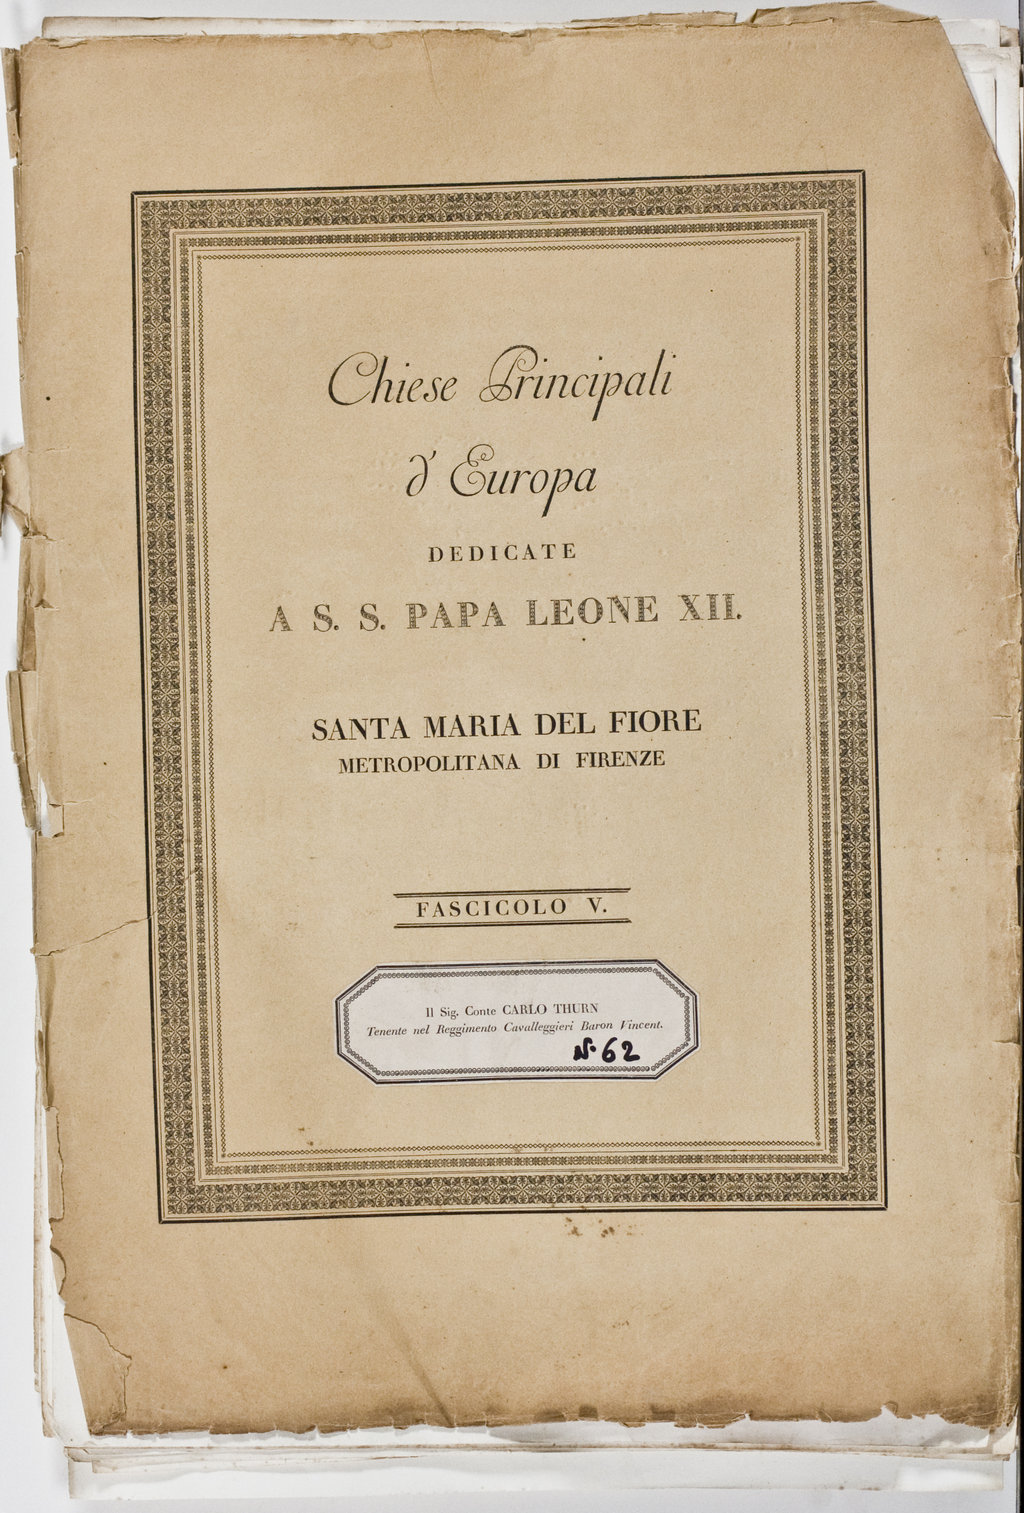 Chiese Principali
d' Europa
DEDICATE
A S. S. PAPA LEONE XII.
SANTA MARIA DEL FIORE
METROPOLITANA DI FIRENZE
FASCICOLO V.
Il Sig. Conte CARLO THURN
Tenente nel Reggimento Cavalleggieri Baron Vincent.
N. 62